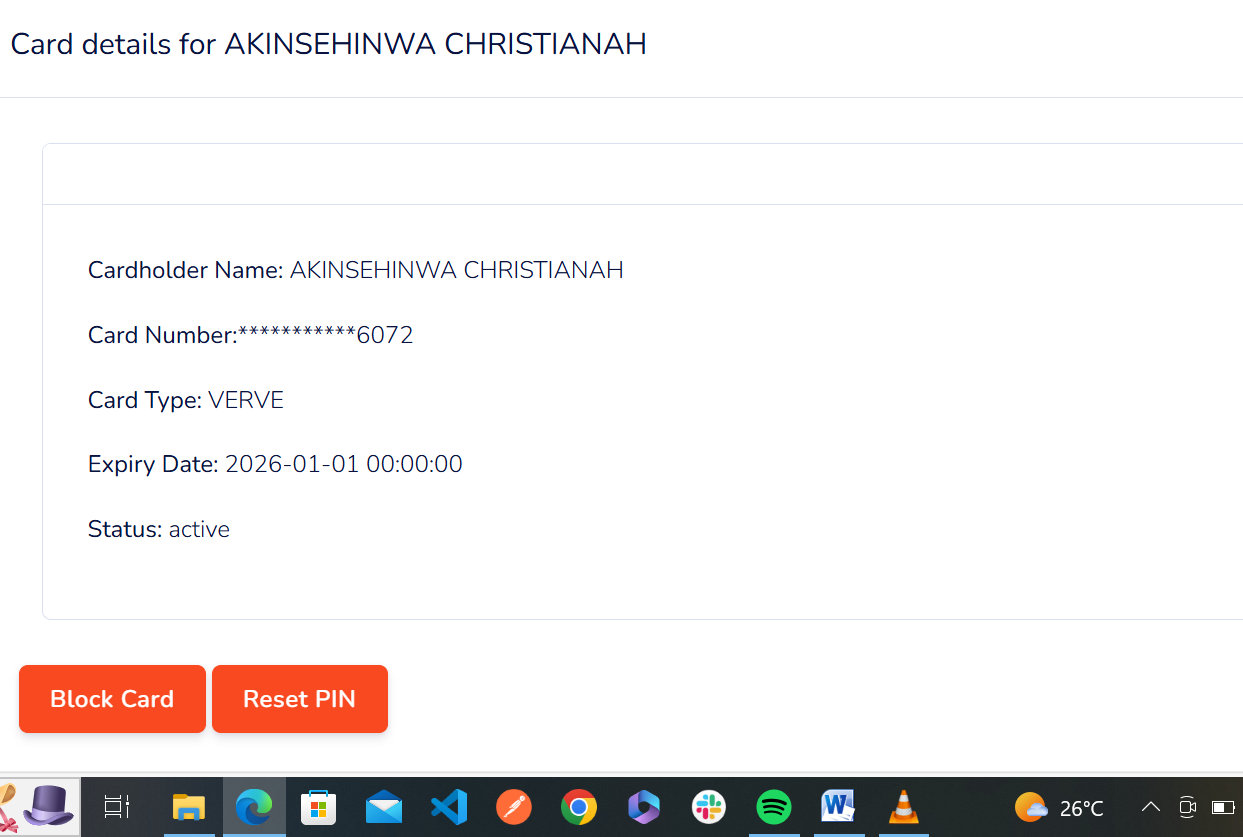 Card details for AKINSEHINWA CHRISTIANAH
Cardholder Name: AKINSEHINWA CHRISTIANAH
Card Number:***********6072
Card Type: VERVE
Expiry Date: 2026-01-01 00:00:00
Status: active
Block Card
Reset PIN
26°C